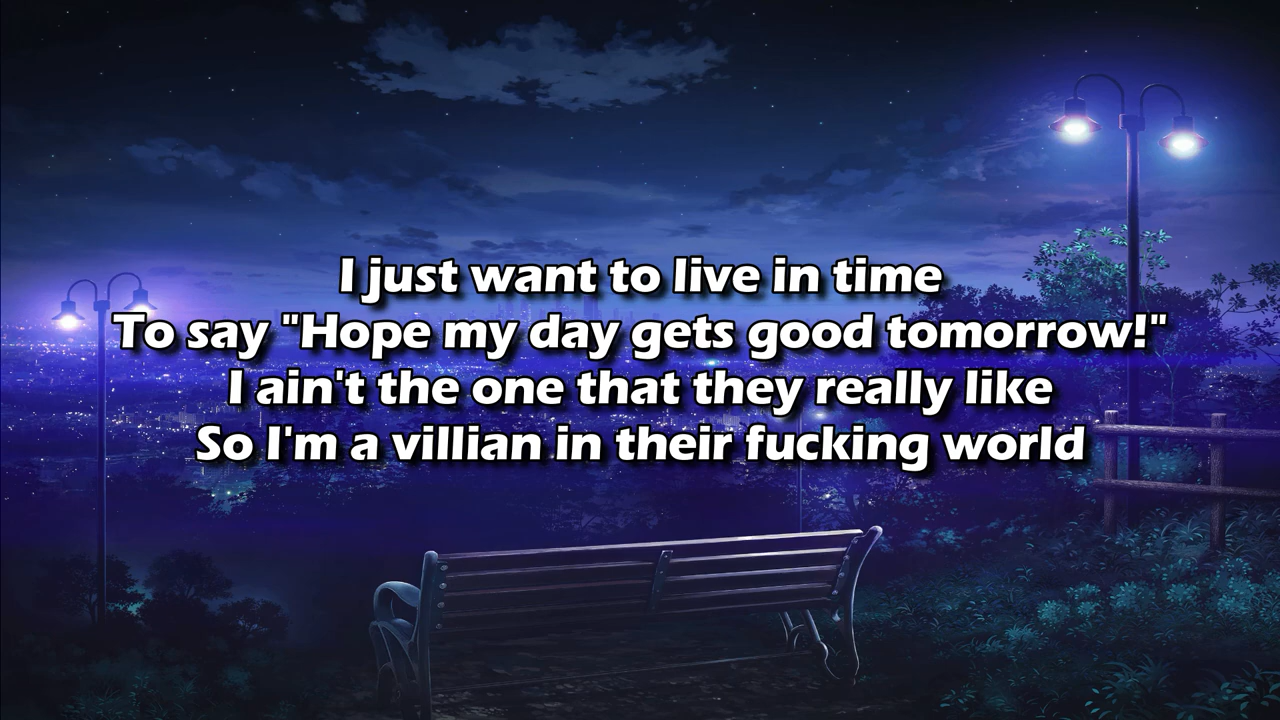 I just want to live in time
To say "Hope my day gets good tomorrow!"
I ain't the one that they really like
So I'm a villian in their fucking world